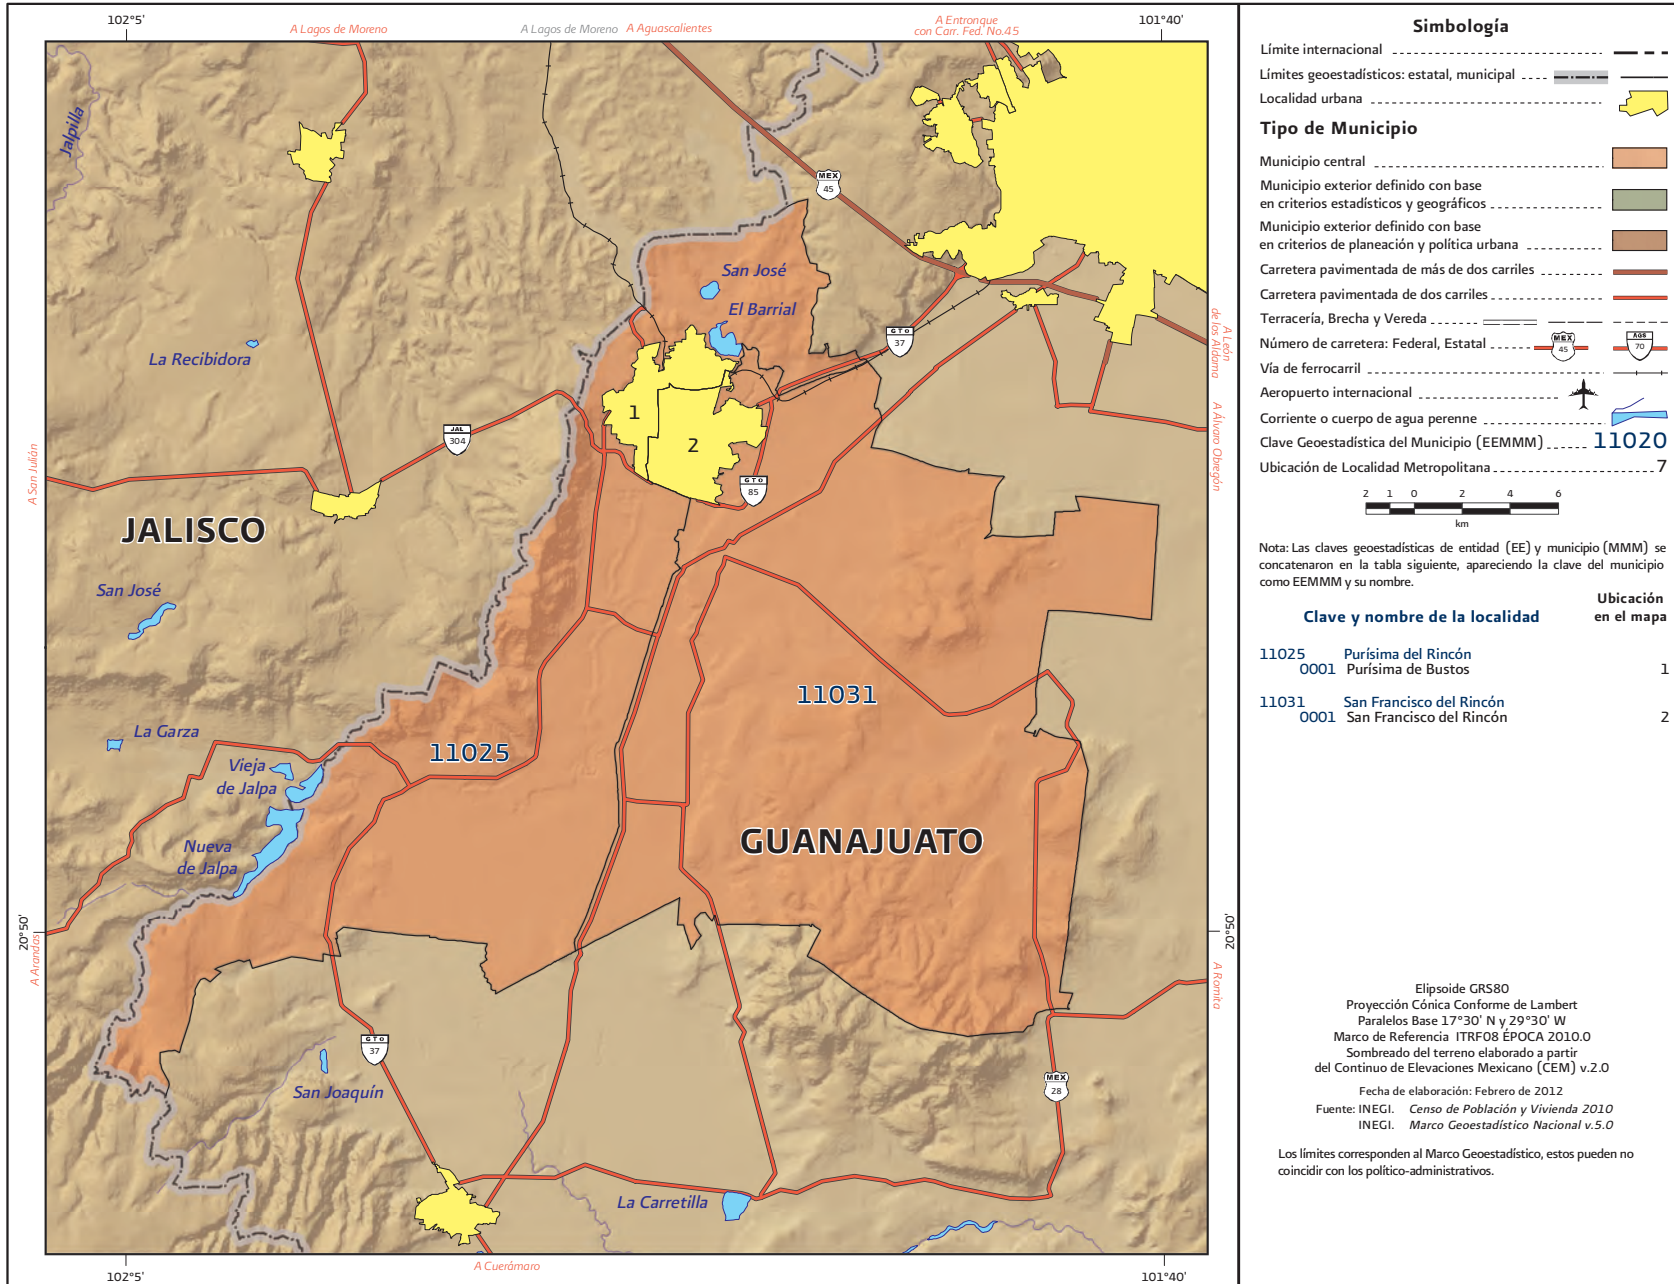 102°5'
101°40'
A Lagos de Moreno
A Lagos de Moreno
A Aguascalientes
A Entronque
con Carr. Fed. No.45
Jalpilla
MEX
45
San José
El Barrial
La Recibidora
GTO
37
A León
de los Aldama
1
2
JAL
304
A San Julián
A Álvaro Obregón
GTO
85
JALISCO
San José
11031
La Garza
11025
Vieja
de Jalpa
GUANAJUATO
Nueva
de Jalpa
20°50'
20°50'
A Arandas
A Romita
GTO
37
San Joaquín
MEX
28
La Carretilla
A Cuerámaro
102°5'
101°40'
Simbología
Límite internacional
Límites geoestadísticos: estatal, municipal
Localidad urbana
Tipo de Municipio
Municipio central
Municipio exterior definido con base
en criterios estadísticos y geográficos
Municipio exterior definido con base
en criterios de planeación y política urbana
Carretera pavimentada de más de dos carriles
Carretera pavimentada de dos carriles
Terracería, Brecha y Vereda
Número de carretera: Federal, Estatal MEX 45 AGS 70
Vía de ferrocarril
Aeropuerto internacional
Corriente o cuerpo de agua perenne
Clave Geoestadística del Municipio (EEMMM) 11020
Ubicación de Localidad Metropolitana 7
2 1 0 2 4 6
km
Nota: Las claves geoestadísticas de entidad (EE) y municipio (MMM) se
concatenaron en la tabla siguiente, apareciendo la clave del municipio
como EEMMM y su nombre.
Ubicación
Clave y nombre de la localidad en el mapa
11025 Purísima del Rincón
0001 Purísima de Bustos 1
11031 San Francisco del Rincón
0001 San Francisco del Rincón 2
Elipsoide GRS80
Proyección Cónica Conforme de Lambert
Paralelos Base 17°30' N y 29°30' W
Marco de Referencia ITRF08 ÉPOCA 2010.0
Sombreado del terreno elaborado a partir
del Continuo de Elevaciones Mexicano (CEM) v.2.0
Fecha de elaboración: Febrero de 2012
Fuente: INEGI. Censo de Población y Vivienda 2010
INEGI. Marco Geoestadístico Nacional v.5.0
Los límites corresponden al Marco Geoestadístico, estos pueden no
coincidir con los político-administrativos.